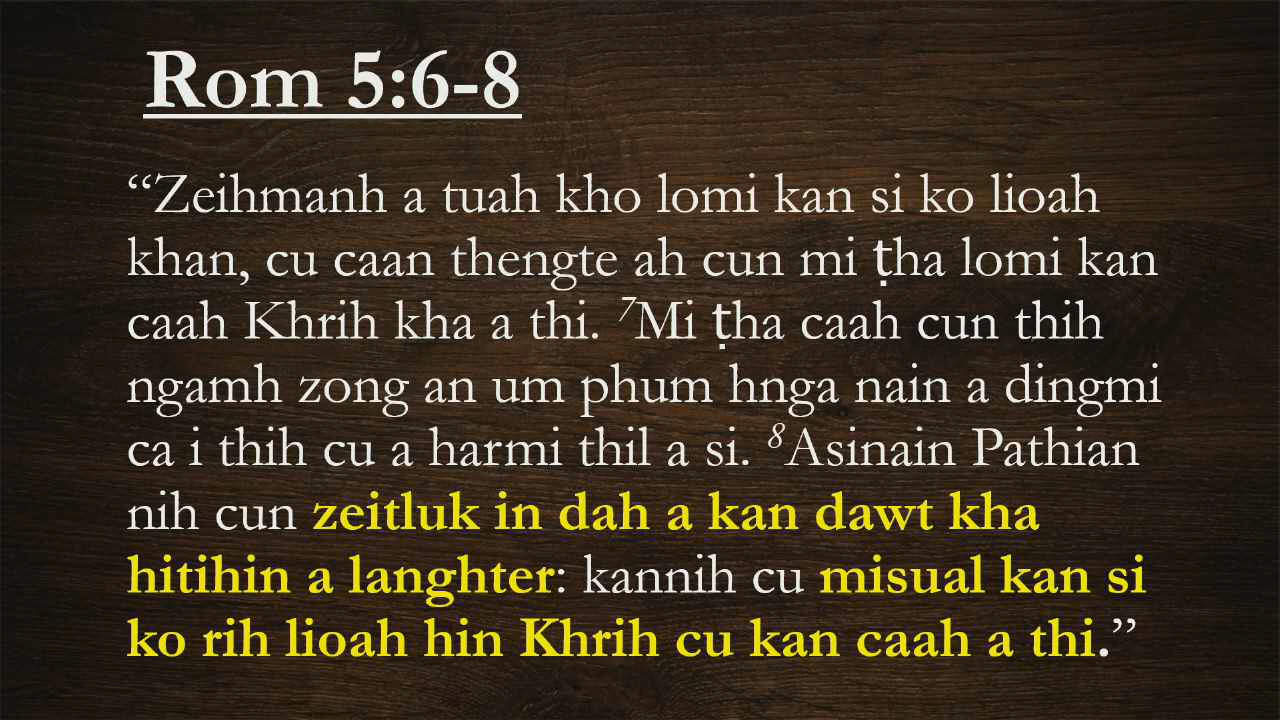 Rom 5:6-8
“Zeihmanh a tuah kho lomi kan si ko lioah
khan, cu caan thengte ah cun mi ṭha lomi kan
caah Khrih kha a thi. ⁷Mi ṭha caah cun thih
ngamh zong an um phum hnga nain a dingmi
ca i thih cu a harmi thil a si. ⁸Asinain Pathian
nih cun zeitluk in dah a kan dawt kha
hitihin a langhter: kannih cu misual kan si
ko rih lioah hin Khrih cu kan caah a thi.”